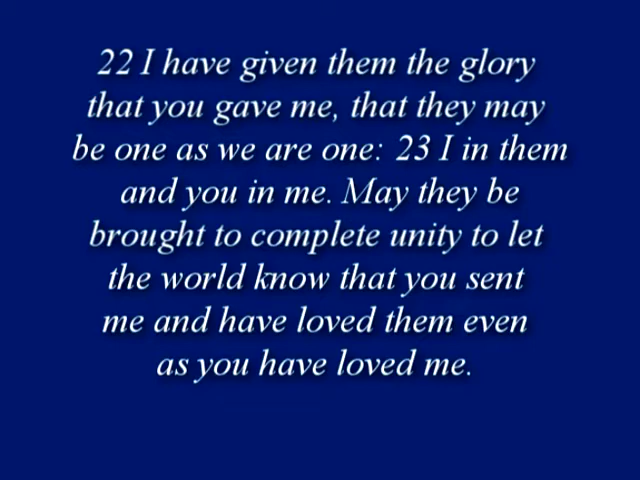 22 I have given them the glory
that you gave me, that they may
be one as we are one: 23 I in them
and you in me. May they be
brought to complete unity to let
the world know that you sent
me and have loved them even
as you have loved me.